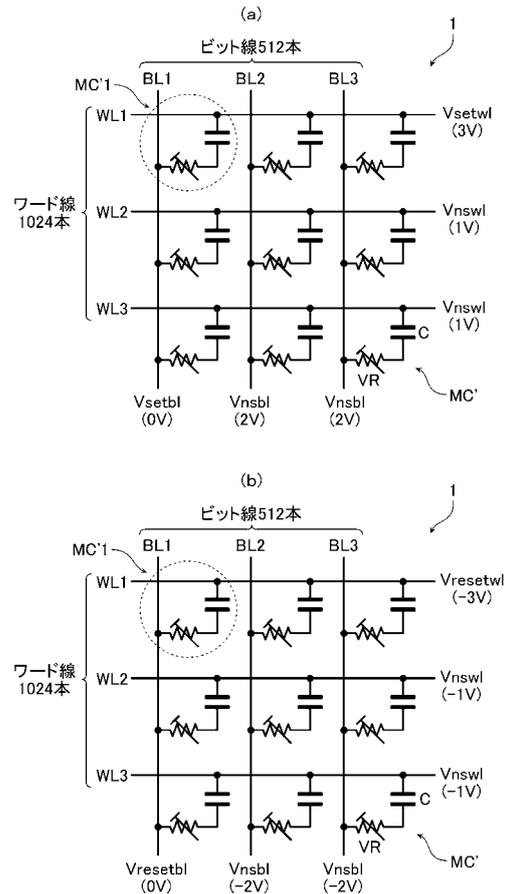 (a)
1
ビット線512本
BL1 BL2 BL3
MC'1
WL1
Vsetwl
(3V)
ワード線
1024本
WL2
Vnswl
(1V)
WL3
Vnswl
(1V)
C
VR
MC'
Vsetbl
(0V)
Vnsbl
(2V)
Vnsbl
(2V)
(b)
1
ビット線512本
BL1 BL2 BL3
MC'1
WL1
Vresetwl
(-3V)
ワード線
1024本
WL2
Vnswl
(-1V)
WL3
Vnswl
(-1V)
C
VR
MC'
Vresetbl
(0V)
Vnsbl
(-2V)
Vnsbl
(-2V)